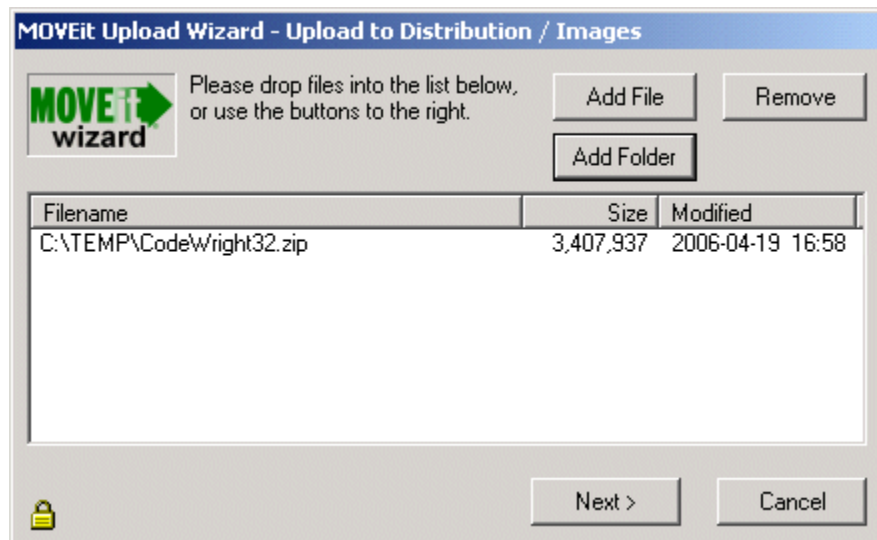 MOVEit Upload Wizard - Upload to Distribution / Images
MOVEit
wizard
Please drop files into the list below,
or use the buttons to the right.
Add File
Remove
Add Folder
Filename Size Modified
C:\TEMP\CodeWright32.zip 3,407,937 2006-04-19 16:58
Next >
Cancel